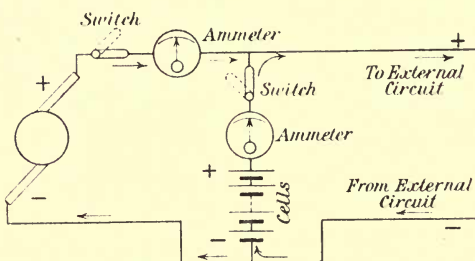 Switch
Ammeter
+
+
To External
Circuit
Switch
Ammeter
+
Cells
From External
Circuit
−
−
−